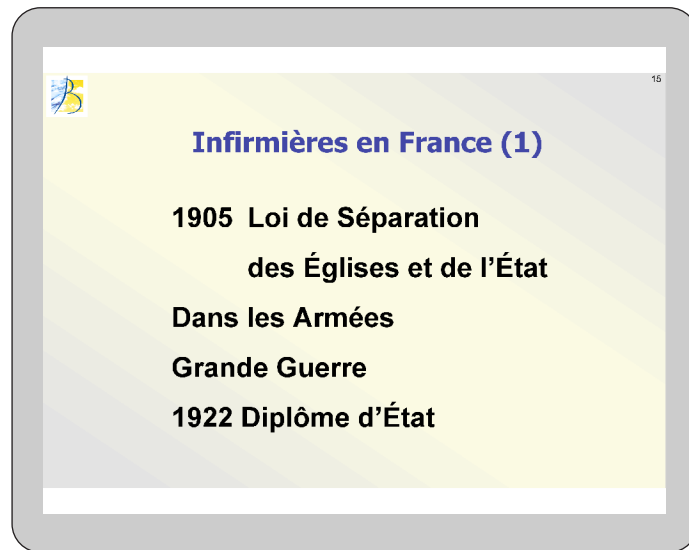 15
Infirmières en France (1)
1905 Loi de Séparation
des Églises et de l’État
Dans les Armées
Grande Guerre
1922 Diplôme d’État